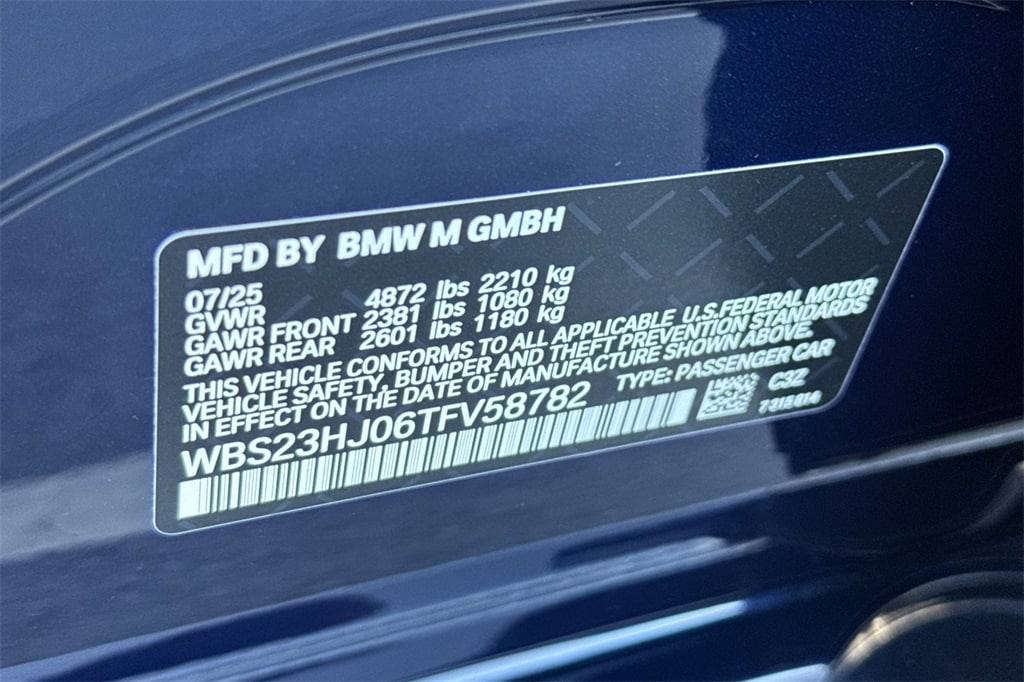 MFD BY BMW M GMBH
07/25
GVWR 4872 lbs 2210 kg
GAWR FRONT 2381 lbs 1080 kg
GAWR REAR 2601 lbs 1180 kg
THIS VEHICLE CONFORMS TO ALL APPLICABLE U.S.FEDERAL MOTOR
VEHICLE SAFETY, BUMPER AND THEFT PREVENTION STANDARDS
IN EFFECT ON THE DATE OF MANUFACTURE SHOWN ABOVE.
WBS23HJ06TFV58782 TYPE: PASSENGER CAR
C3Z
7315814